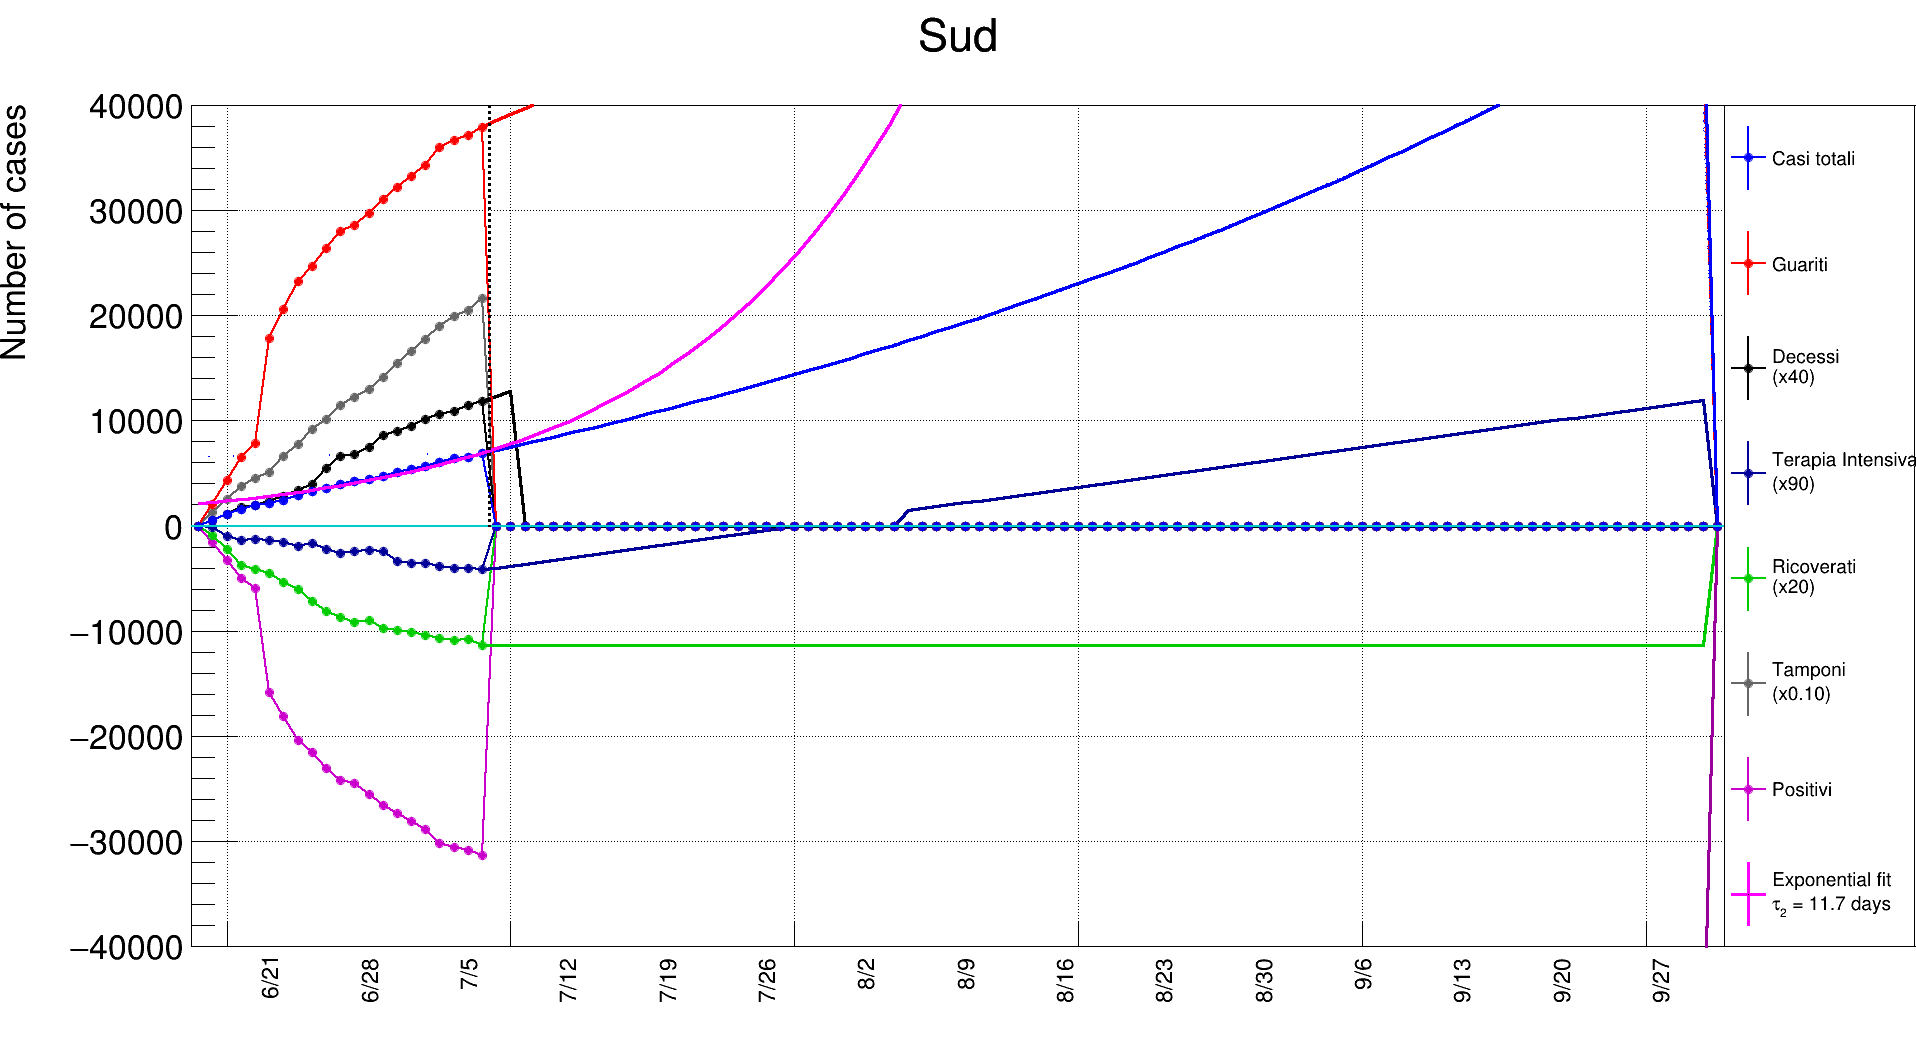 Sud
Number of cases
40000
30000
20000
10000
0
−10000
−20000
−30000
−40000
6/21
6/28
7/5
7/12
7/19
7/26
8/2
8/9
8/16
8/23
8/30
9/6
9/13
9/20
9/27
Casi totali
Guariti
Decessi
(x40)
Terapia Intensiva
(x90)
Ricoverati
(x20)
Tamponi
(x0.10)
Positivi
Exponential fit
τ2 = 11.7 days